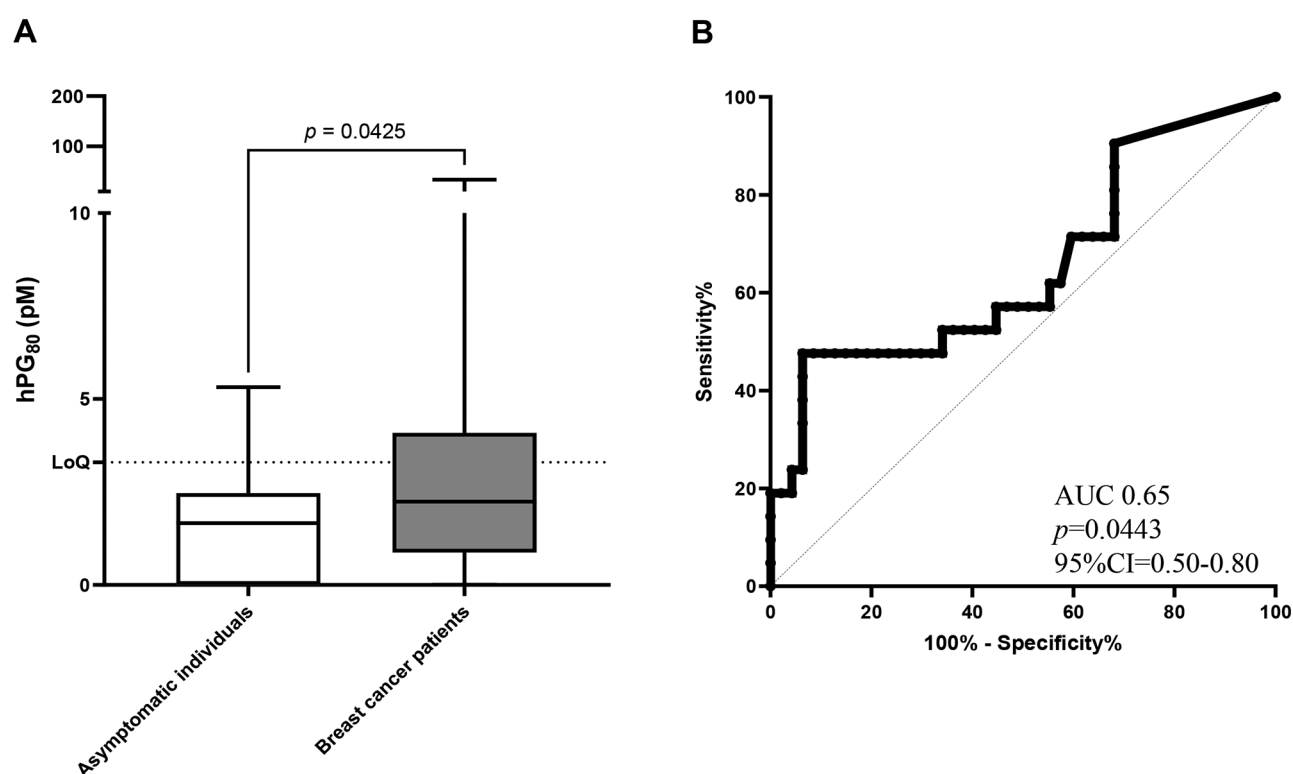 A
200
100
10
5
LoQ
0
hPG80 (pM)
p = 0.0425
Asymptomatic individuals
Breast cancer patients
B
100
80
60
40
20
0
Sensitivity%
0 20 40 60 80 100
100% - Specificity%
AUC 0.65
p=0.0443
95%CI=0.50-0.80